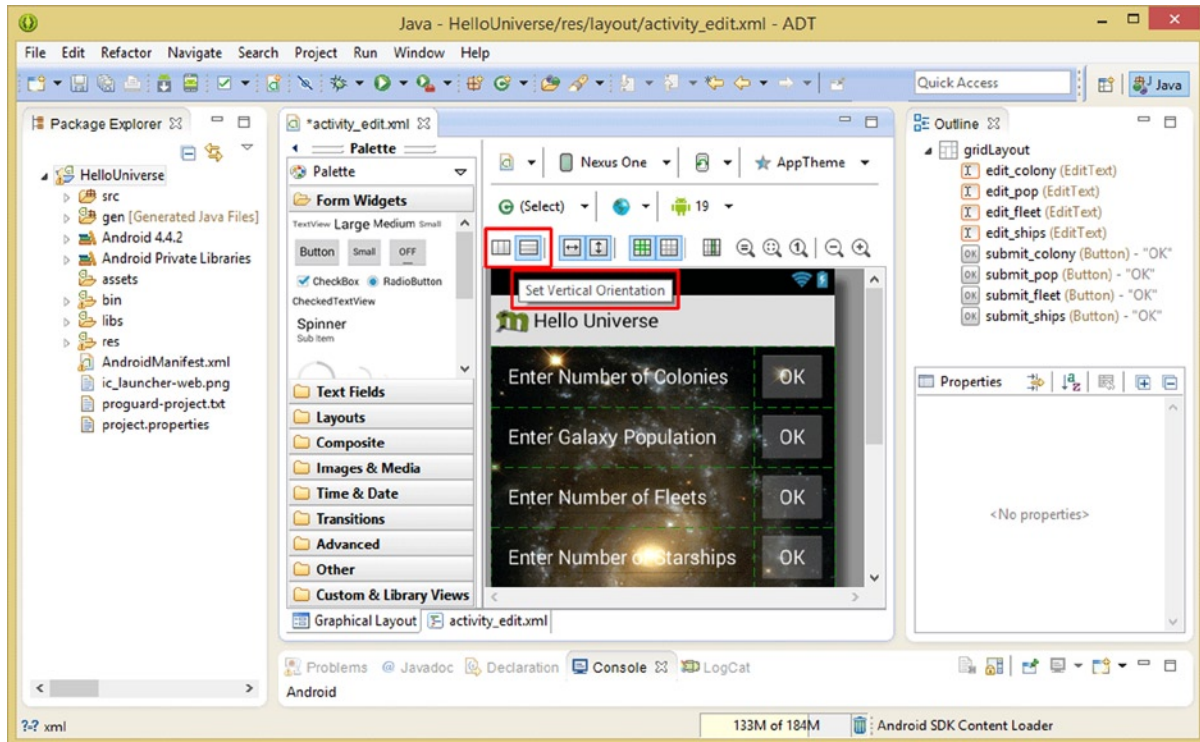 Java - HelloUniverse/res/layout/activity_edit.xml - ADT
File Edit Refactor Navigate Search Project Run Window Help
Quick Access
Java
Package Explorer
HelloUniverse
src
gen [Generated Java Files]
Android 4.4.2
Android Private Libraries
assets
bin
libs
res
AndroidManifest.xml
ic_launcher-web.png
proguard-project.txt
project.properties
*activity_edit.xml
Palette
Palette
Form Widgets
TextView Large Medium Small
Button Small OFF
CheckBox RadioButton
CheckedTextView
Spinner
Sub Item
Text Fields
Layouts
Composite
Images & Media
Time & Date
Transitions
Advanced
Other
Custom & Library Views
Graphical Layout activity_edit.xml
Nexus One AppTheme
(Select) 19
Set Vertical Orientation
Hello Universe
Enter Number of Colonies OK
Enter Galaxy Population OK
Enter Number of Fleets OK
Enter Number of Starships OK
Outline
gridLayout
edit_colony (EditText)
edit_pop (EditText)
edit_fleet (EditText)
edit_ships (EditText)
OK submit_colony (Button) - "OK"
OK submit_pop (Button) - "OK"
OK submit_fleet (Button) - "OK"
OK submit_ships (Button) - "OK"
Properties
<No properties>
Problems @ Javadoc Declaration Console LogCat
Android
?=? xml
133M of 184M
Android SDK Content Loader